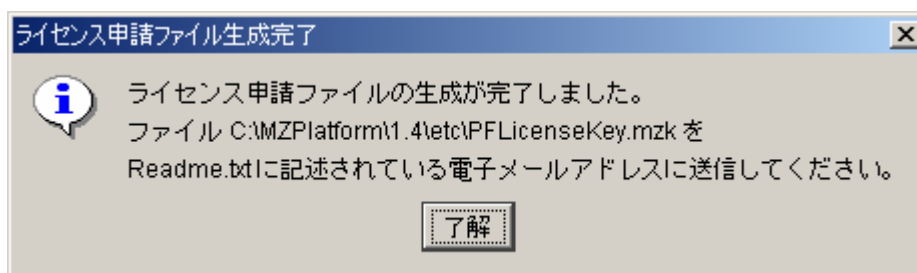 ライセンス申請ファイル生成完了
ライセンス申請ファイルの生成が完了しました。
ファイル C:\MZPlatform\1.4\etc\PFLicenseKey.mzk を
Readme.txtに記述されている電子メールアドレスに送信してください。
了解